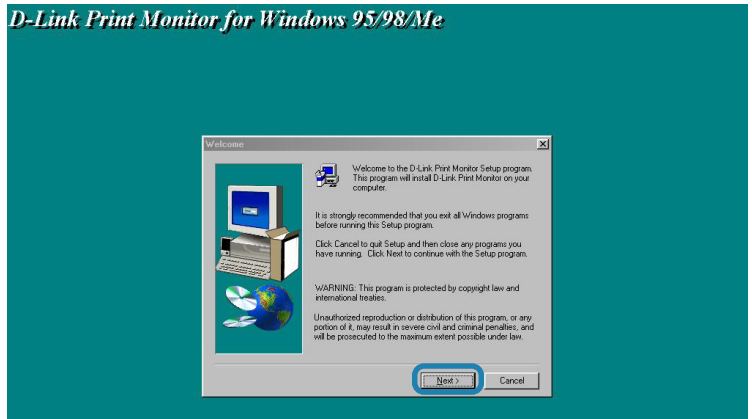 D-Link Print Monitor for Windows 95/98/Me
Welcome
Welcome to the D-Link Print Monitor Setup program.
This program will install D-Link Print Monitor on your
computer.
It is strongly recommended that you exit all Windows programs
before running this Setup program.
Click Cancel to quit Setup and then close any programs you
have running. Click Next to continue with the Setup program.
WARNING: This program is protected by copyright law and
international treaties.
Unauthorized reproduction or distribution of this program, or any
portion of it, may result in severe civil and criminal penalties, and
will be prosecuted to the maximum extent possible under law.
Next >
Cancel